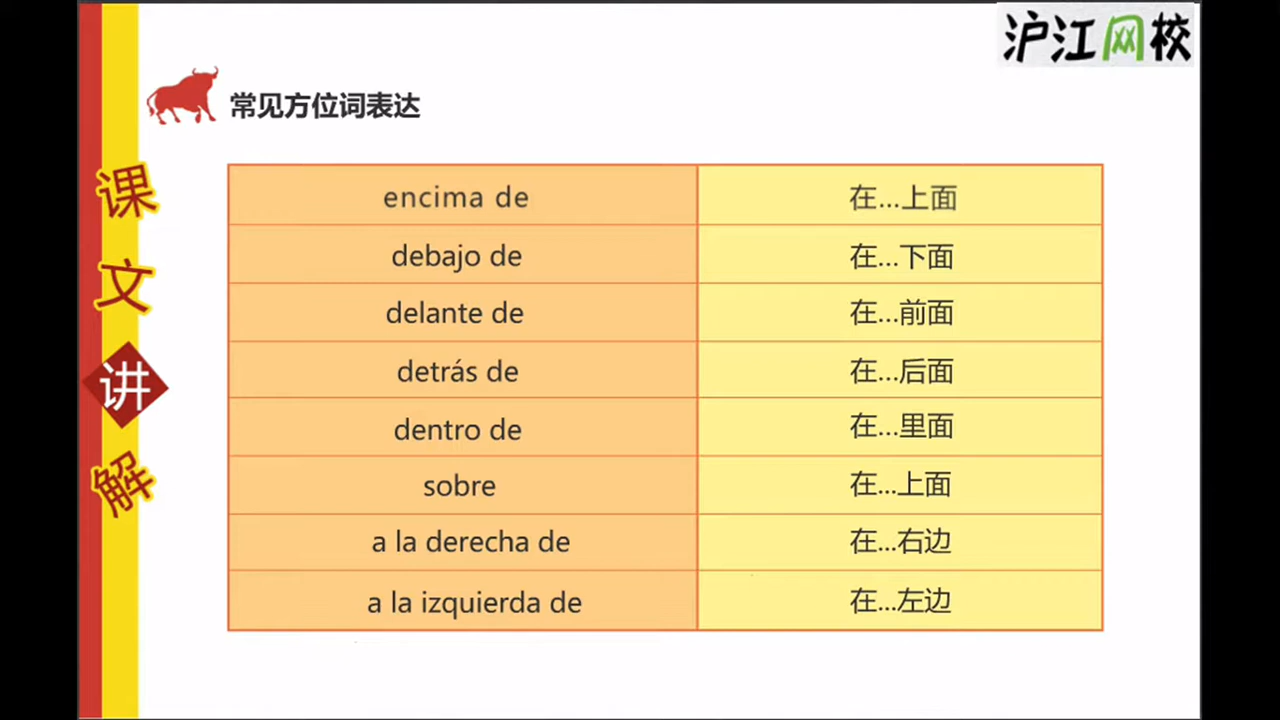 沪江网校
常见方位词表达
课
文
讲
解
encima de 在...上面
debajo de 在...下面
delante de 在...前面
detrás de 在...后面
dentro de 在...里面
sobre 在...上面
a la derecha de 在...右边
a la izquierda de 在...左边